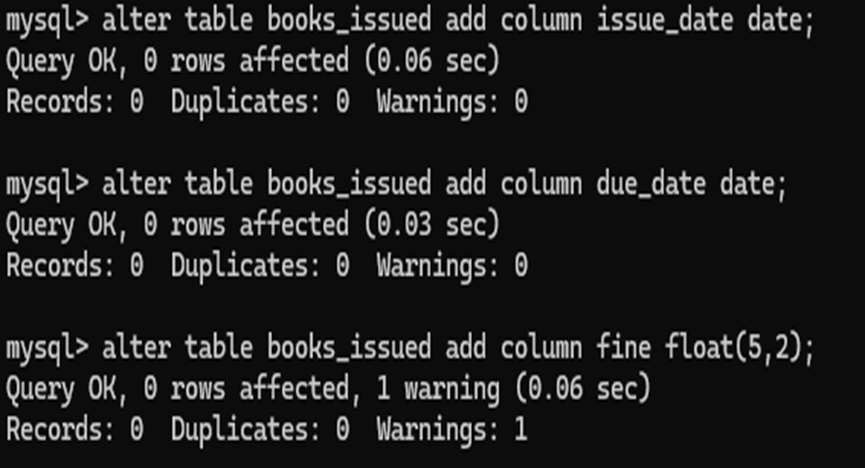 mysql> alter table books_issued add column issue_date date;
Query OK, 0 rows affected (0.06 sec)
Records: 0  Duplicates: 0  Warnings: 0
mysql> alter table books_issued add column due_date date;
Query OK, 0 rows affected (0.03 sec)
Records: 0  Duplicates: 0  Warnings: 0
mysql> alter table books_issued add column fine float(5,2);
Query OK, 0 rows affected, 1 warning (0.06 sec)
Records: 0  Duplicates: 0  Warnings: 1